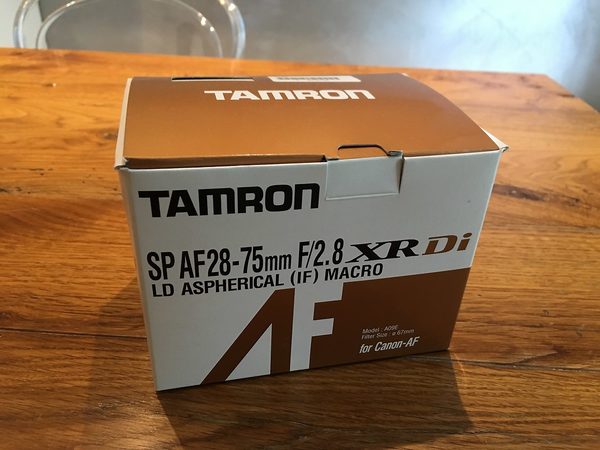 TAMRON
TAMRON
SP AF28-75mm F/2.8 XR Di
LD ASPHERICAL (IF) MACRO
AF
Model : A09E
Filter Size : ø 67mm
for Canon-AF